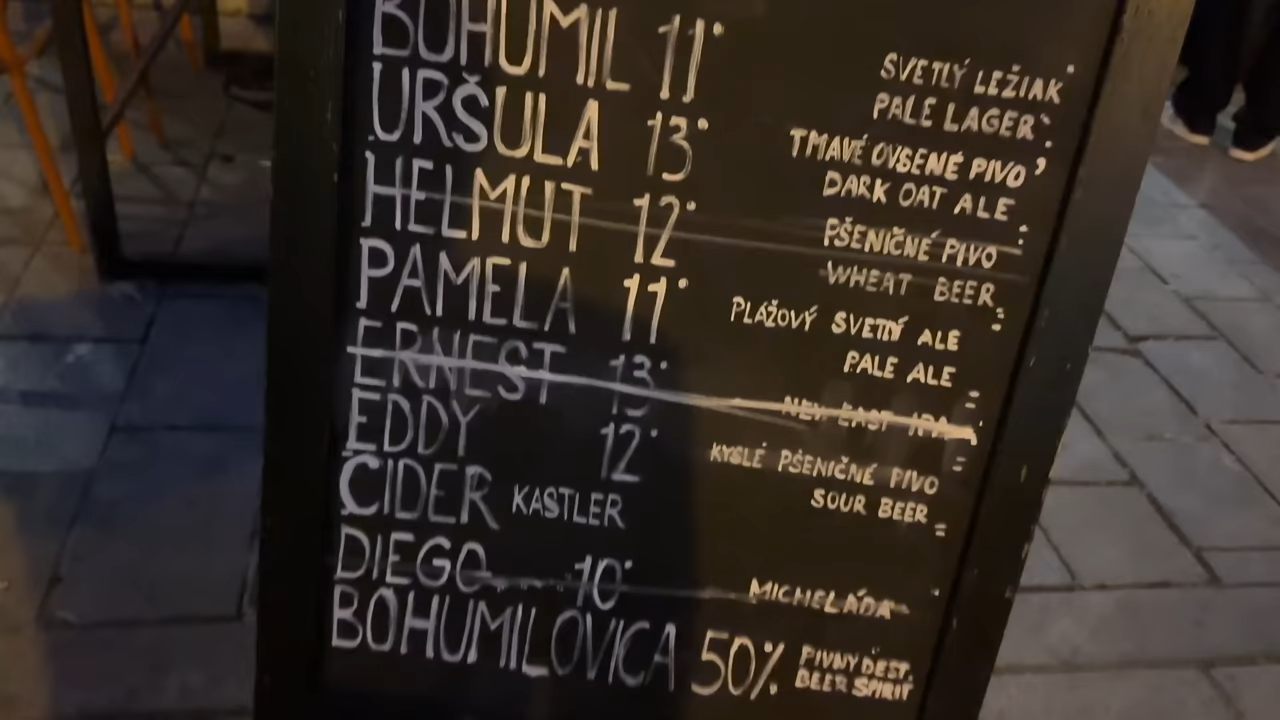 BOHUMIL 11°
SVETLÝ LEŽIAK
PALE LAGER
URŠULA 13°
TMAVÉ OVSENÉ PIVO
DARK OAT ALE
HELMUT 12°
PŠENIČNÉ PIVO
WHEAT BEER
PAMELA 11°
PLÁŽOVÝ SVETLÝ ALE
PALE ALE
ERNEST 13°
NEW EAST IPA
EDDY 12°
KYSLÉ PŠENIČNÉ PIVO
SOUR BEER
CIDER KASTLER
DIEGO 10°
MICHELÁDA
BOHUMILOVICA 50%
PIVNÝ DEST.
BEER SPIRIT